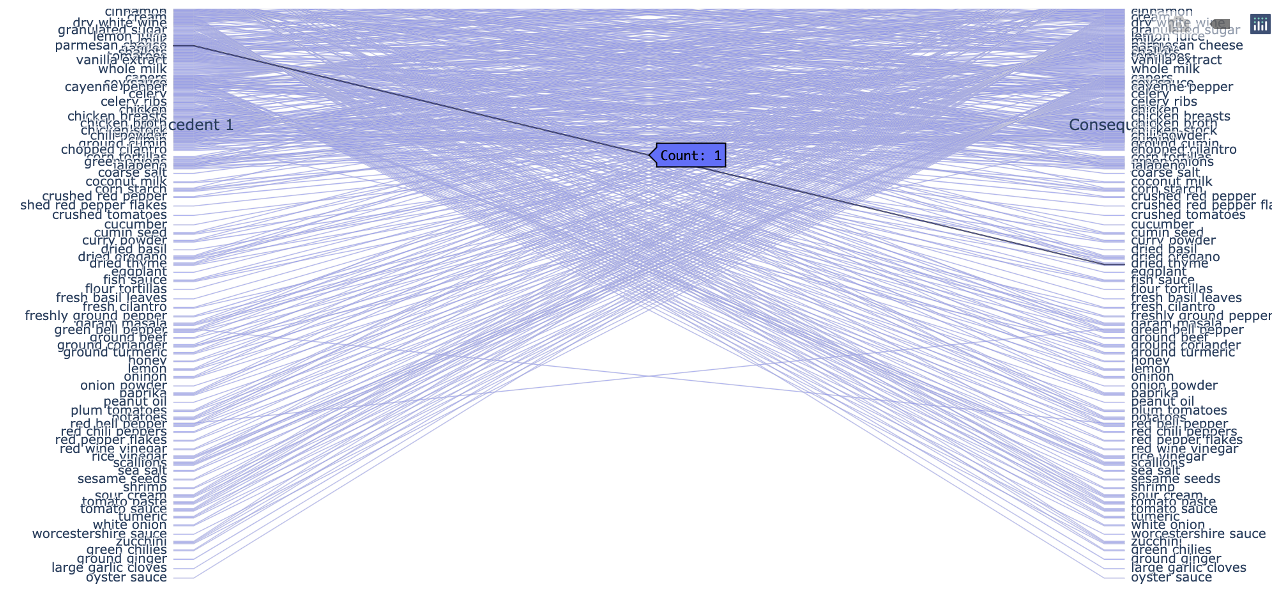 cinnamon
cream
dry white wine
granulated sugar
lemon juice
parmesan
tomatoes
vanilla extract
whole milk
capers
cayenne pepper
celery
celery ribs
chicken
chicken breasts
chicken broth
cedent 1
chicken stock
chili powder
ground cumin
chopped cilantro
corn tortillas
green onions
jalapeno
coarse salt
coconut milk
corn starch
crushed red pepper
shed red pepper flakes
crushed tomatoes
cucumber
cumin seed
curry powder
dried basil
dried oregano
dried thyme
eggplant
fish sauce
flour tortillas
fresh basil leaves
fresh cilantro
freshly ground pepper
garam masala
green bell pepper
ground beef
ground coriander
ground turmeric
honey
lemon
oninon
onion powder
paprika
peanut oil
plum tomatoes
potatoes
red bell pepper
red chili peppers
red pepper flakes
red wine vinegar
rice vinegar
scallions
sea salt
sesame seeds
shrimp
sour cream
tomato paste
tomato sauce
tumeric
white onion
worcestershire sauce
zucchini
green chilies
ground ginger
large garlic cloves
oyster sauce
Count: 1
cinnamon
cream
dry white wine
granulated sugar
lemon juice
parmesan cheese
tomatoes
vanilla extract
whole milk
capers
cayenne pepper
celery
celery ribs
chicken
chicken breasts
chicken broth
Consequ
chicken stock
chili powder
ground cumin
chopped cilantro
corn tortillas
green onions
jalapeno
coarse salt
coconut milk
corn starch
crushed red pepper
crushed red pepper fla
crushed tomatoes
cucumber
cumin seed
curry powder
dried basil
dried oregano
dried thyme
eggplant
fish sauce
flour tortillas
fresh basil leaves
fresh cilantro
freshly ground pepper
garam masala
green bell pepper
ground beef
ground coriander
ground turmeric
honey
lemon
oninon
onion powder
paprika
peanut oil
plum tomatoes
potatoes
red bell pepper
red chili peppers
red pepper flakes
red wine vinegar
rice vinegar
scallions
sea salt
sesame seeds
shrimp
sour cream
tomato paste
tomato sauce
tumeric
white onion
worcestershire sauce
zucchini
green chilies
ground ginger
large garlic cloves
oyster sauce